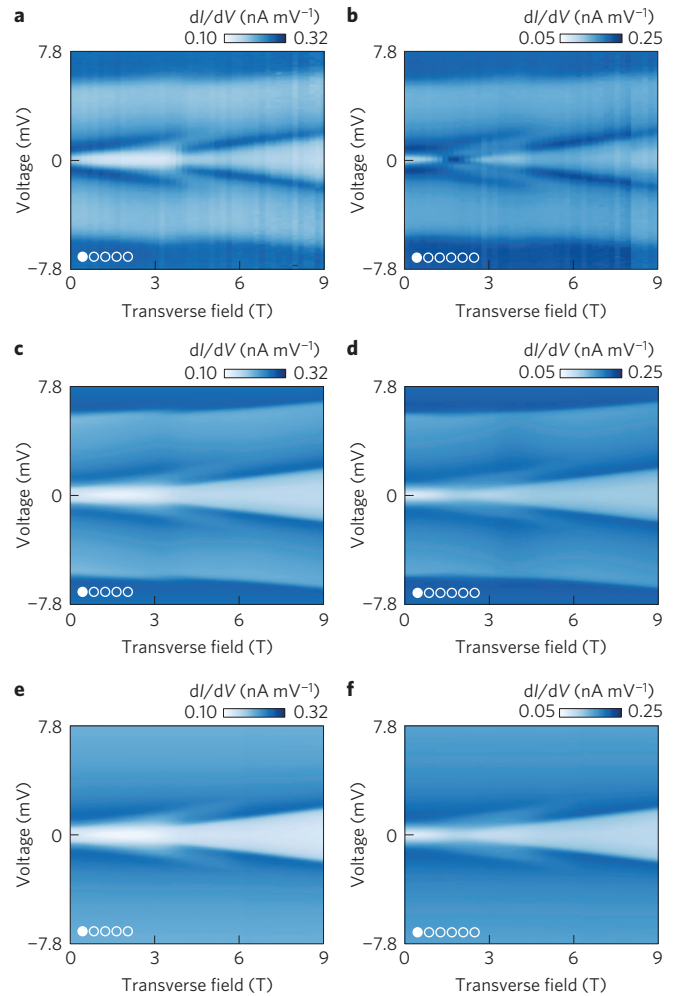 a
dI/dV (nA mV⁻¹)
0.10 0.32
7.8
0
−7.8
Voltage (mV)
0 3 6 9
Transverse field (T)
b
dI/dV (nA mV⁻¹)
0.05 0.25
7.8
0
−7.8
Voltage (mV)
0 3 6 9
Transverse field (T)
c
dI/dV (nA mV⁻¹)
0.10 0.32
7.8
0
−7.8
Voltage (mV)
0 3 6 9
Transverse field (T)
d
dI/dV (nA mV⁻¹)
0.05 0.25
7.8
0
−7.8
Voltage (mV)
0 3 6 9
Transverse field (T)
e
dI/dV (nA mV⁻¹)
0.10 0.32
7.8
0
−7.8
Voltage (mV)
0 3 6 9
Transverse field (T)
f
dI/dV (nA mV⁻¹)
0.05 0.25
7.8
0
−7.8
Voltage (mV)
0 3 6 9
Transverse field (T)